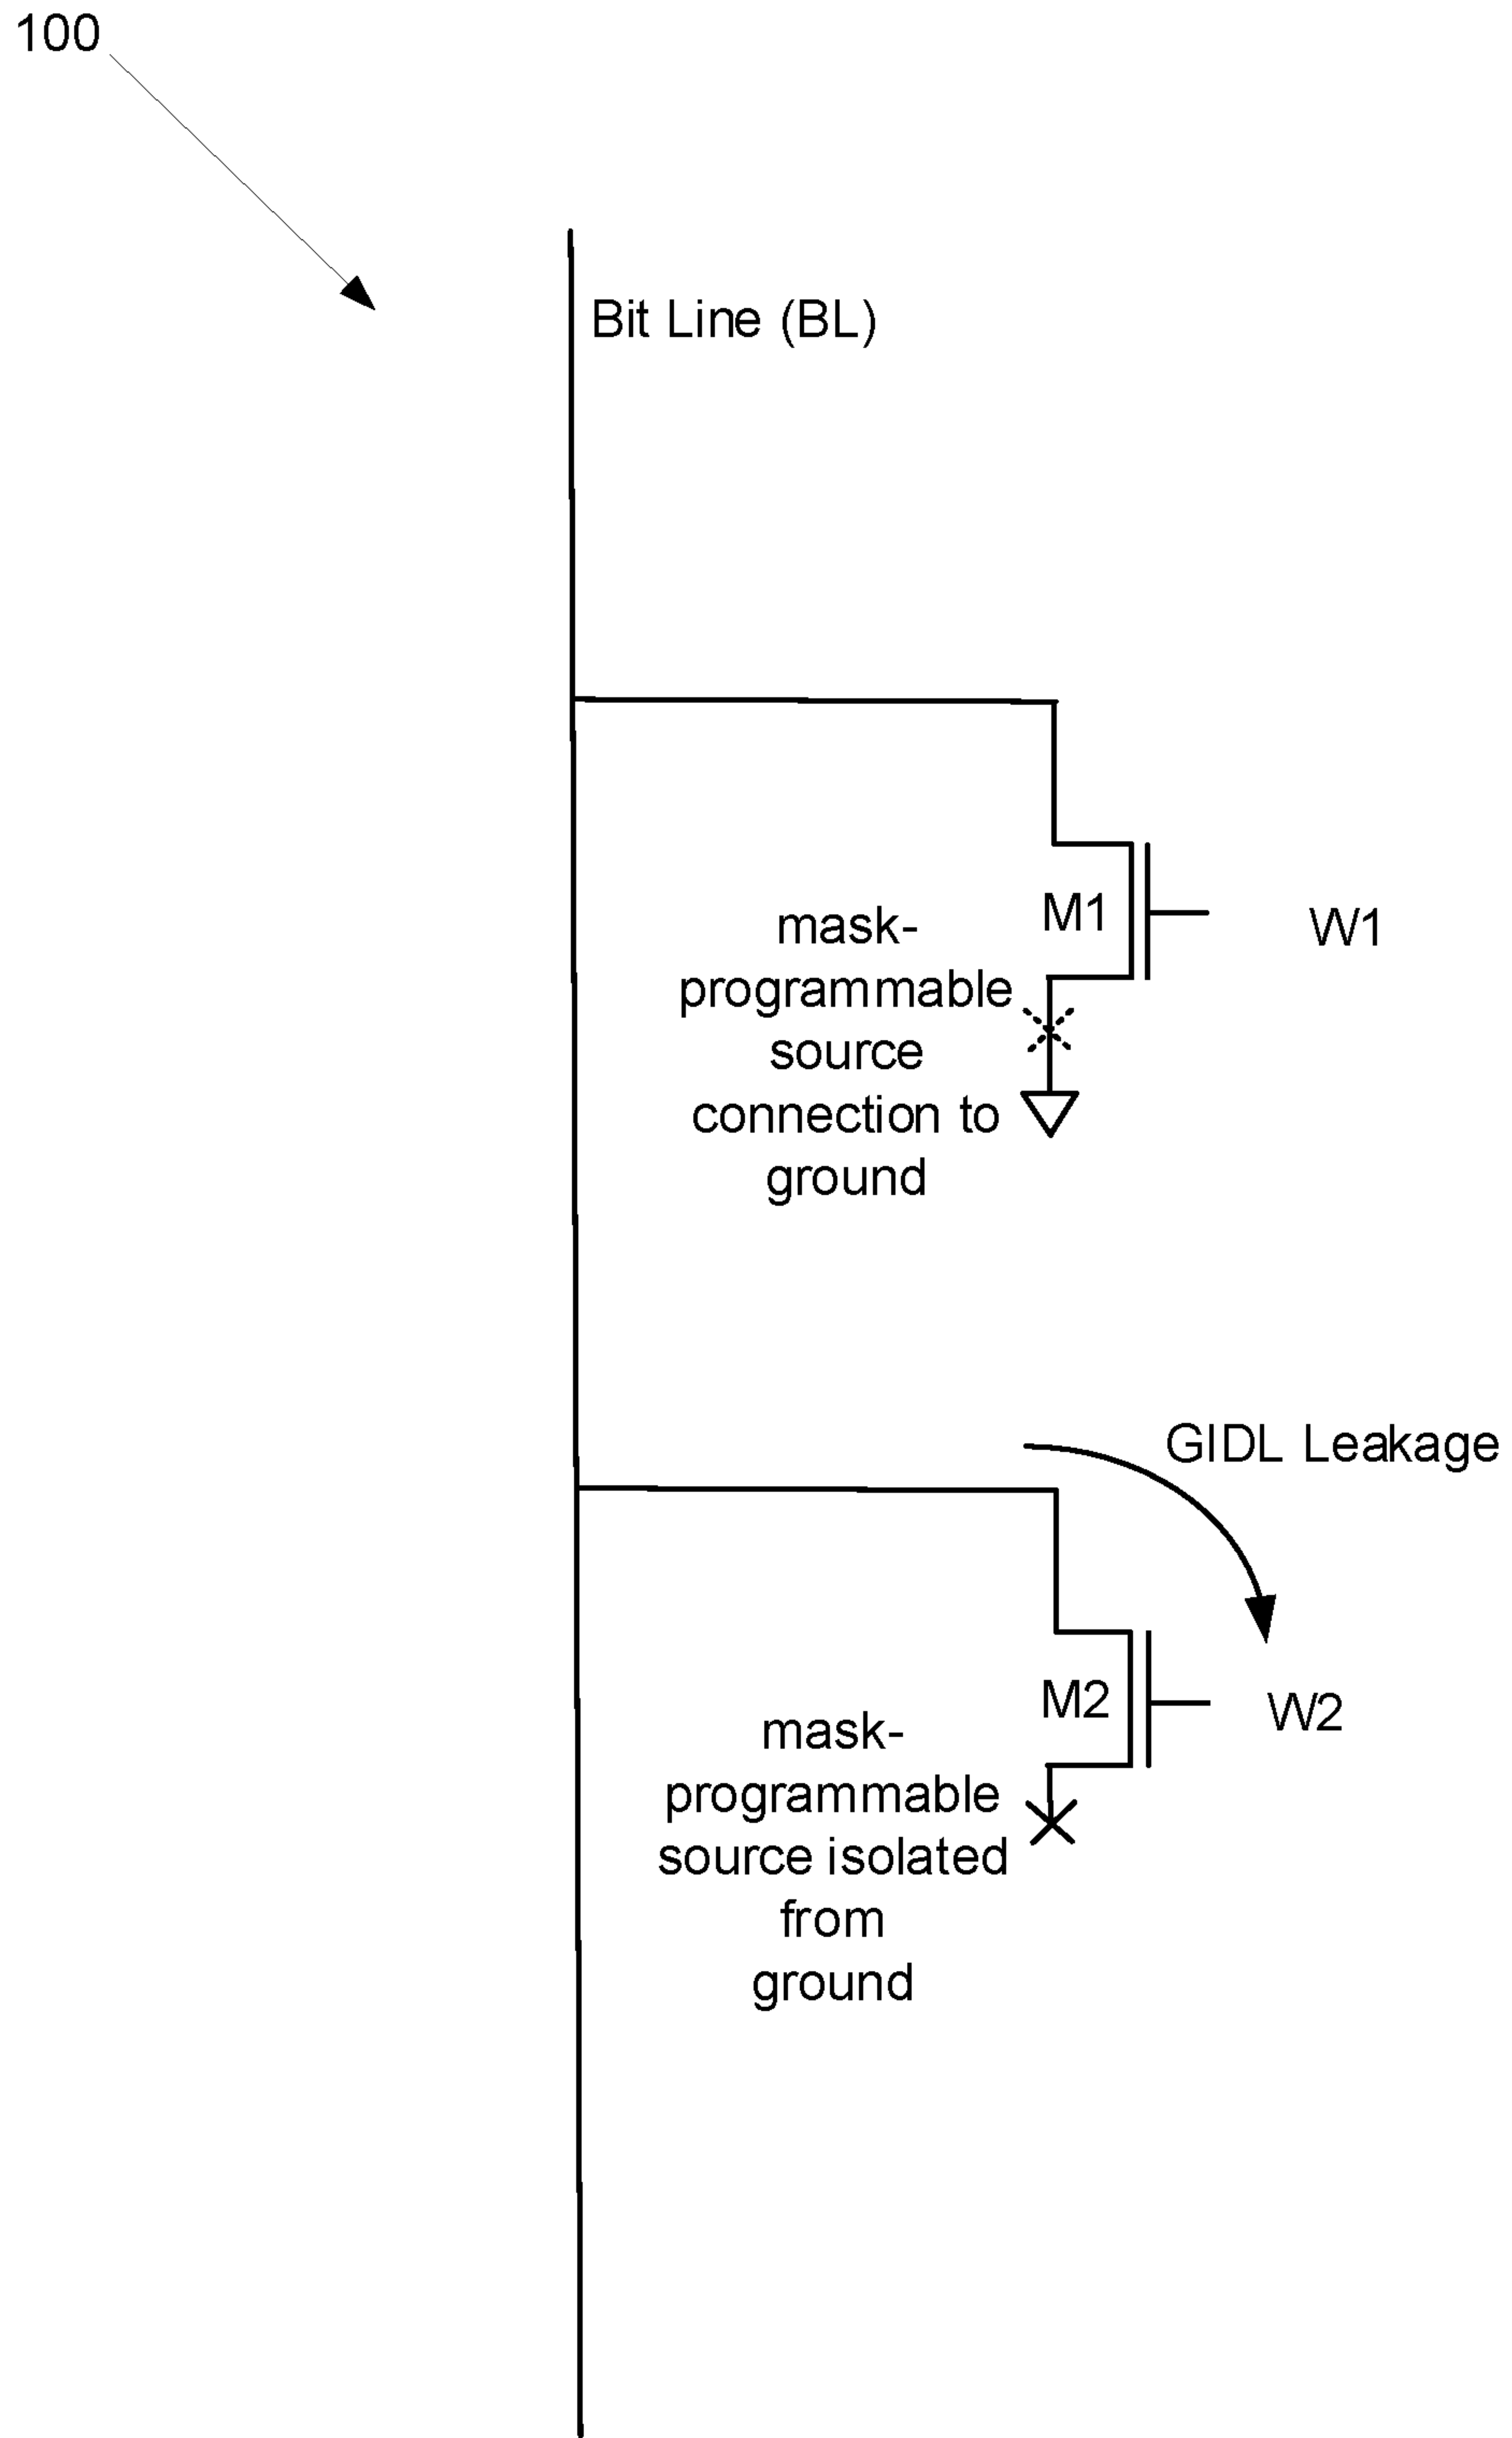 100
Bit Line (BL)
M1
W1
mask-
programmable
source
connection to
ground
GIDL Leakage
M2
W2
mask-
programmable
source isolated
from
ground